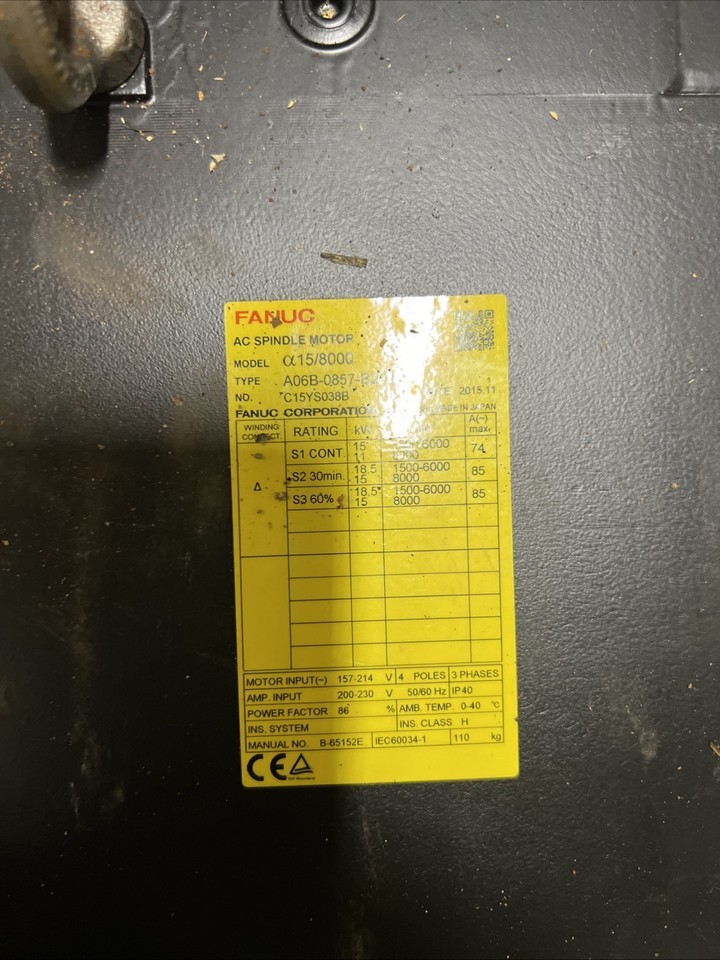 FANUC
AC SPINDLE MOTOR
MODEL α15/8000
TYPE A06B-0857-
NO. C15YS038B 2015.11
FANUC CORPORATION MADE IN JAPAN
WINDING CONNECT RATING A(~) max.
Δ S1 CONT. 15 74
11
S2 30min. 18.5 1500-6000 85
15 8000
S3 60% 18.5 1500-6000 85
15 8000
MOTOR INPUT(~) 157-214 V 4 POLES 3 PHASES
AMP. INPUT 200-230 V 50/60 Hz IP40
POWER FACTOR 86 % AMB. TEMP. 0-40 ℃
INS. SYSTEM INS. CLASS H
MANUAL NO. B-65152E IEC60034-1 110 kg
CE